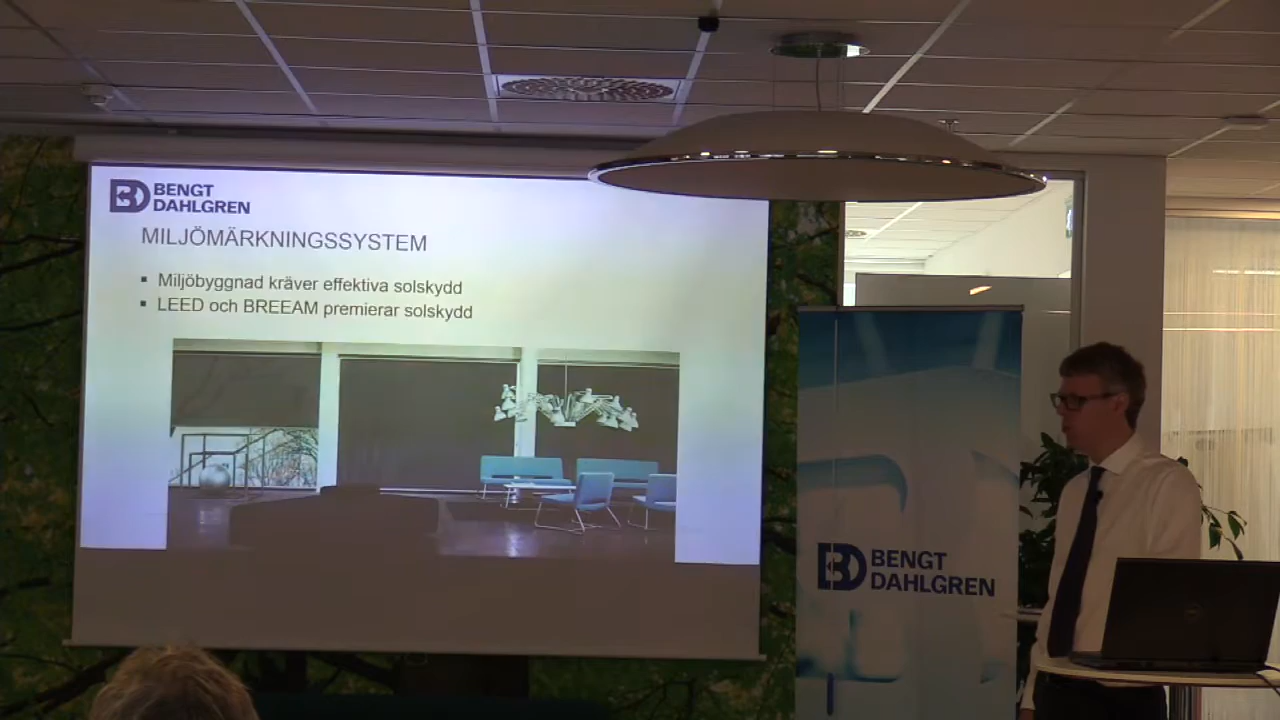 BENGT
DAHLGREN
MILJÖMÄRKNINGSSYSTEM
▪ Miljöbyggnad kräver effektiva solskydd
▪ LEED och BREEAM premierar solskydd
BENGT
DAHLGREN